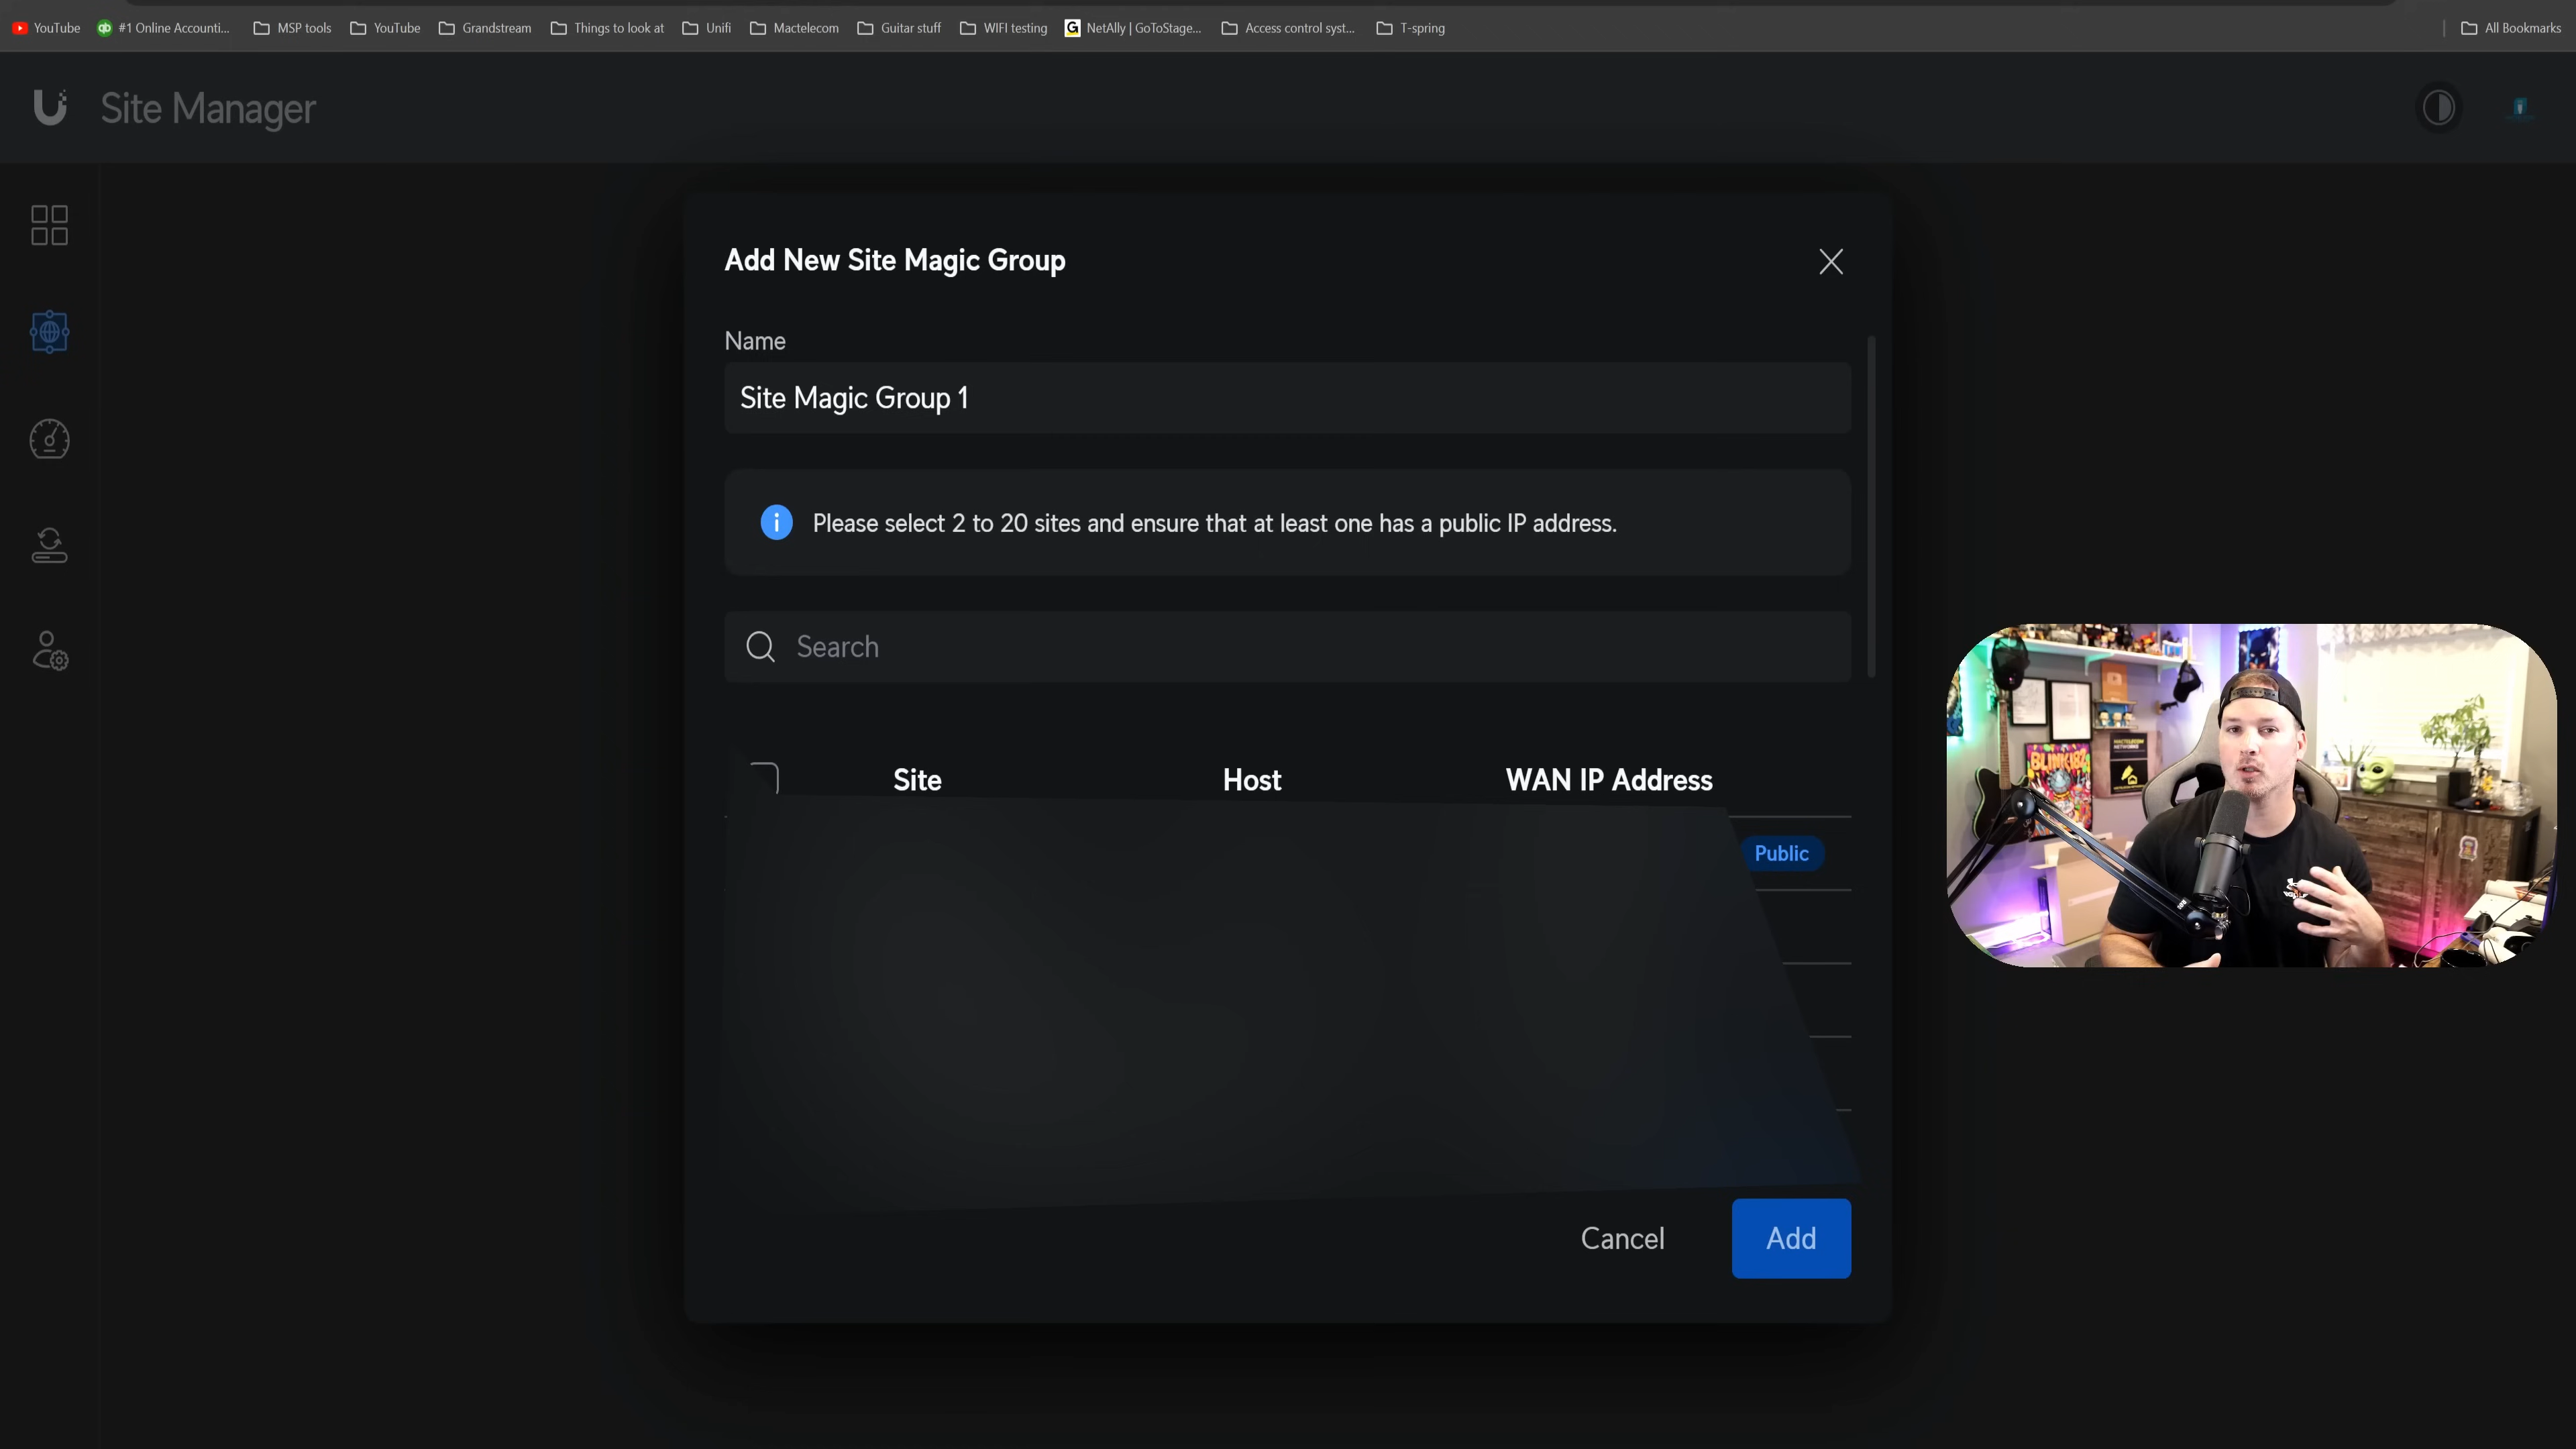 YouTube #1 Online Accounti... MSP tools YouTube Grandstream Things to look at Unifi Mactelecom Guitar stuff WIFI testing NetAlly | GoToStage... Access control syst... T-spring All Bookmarks
Site Manager
Add New Site Magic Group
Name
Site Magic Group 1
Please select 2 to 20 sites and ensure that at least one has a public IP address.
Search
Site Host WAN IP Address
Public
BLINK182
Cancel Add